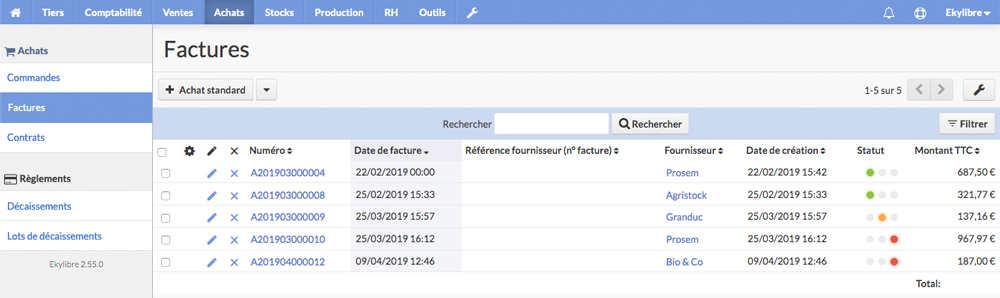 Tiers Comptabilité Ventes Achats Stocks Production RH Outils Ekylibre
Achats
Commandes
Factures
Contrats
Règlements
Décaissements
Lots de décaissements
Ekylibre 2.55.0
Factures
Achat standard
1-5 sur 5
Rechercher Rechercher Filtrer
Numéro Date de facture Référence fournisseur (n° facture) Fournisseur Date de création Statut Montant TTC
A201903000004 22/02/2019 00:00 Prosem 22/02/2019 15:42 687,50 €
A201903000008 25/02/2019 15:33 Agristock 25/02/2019 15:33 321,77 €
A201903000009 25/03/2019 15:57 Granduc 25/03/2019 15:57 137,16 €
A201903000010 25/03/2019 16:12 Prosem 25/03/2019 16:12 967,97 €
A201904000012 09/04/2019 12:46 Bio & Co 09/04/2019 12:46 187,00 €
Total: